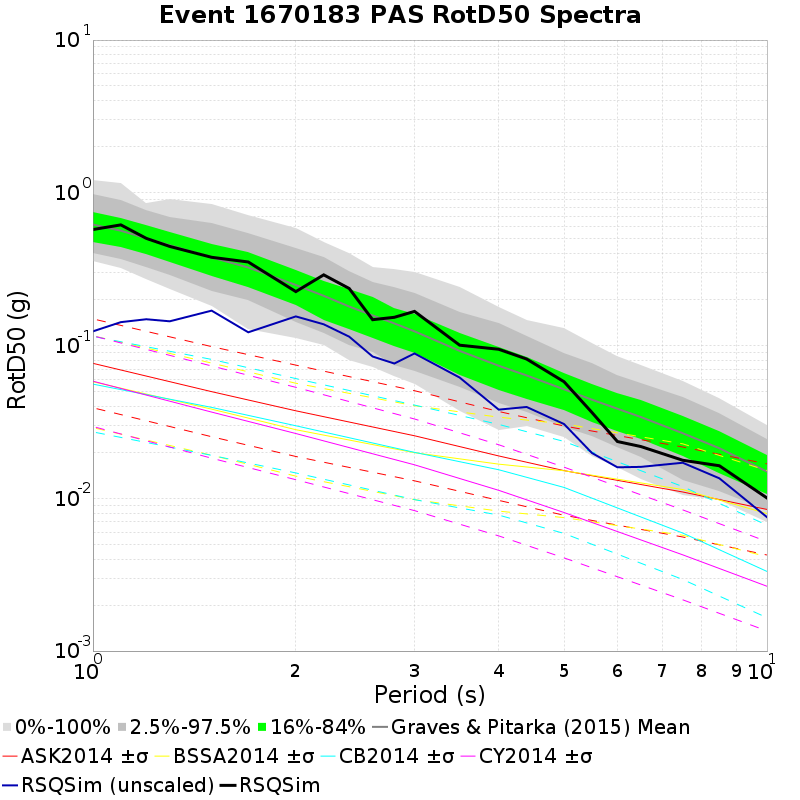 Event 1670183 PAS RotD50 Spectra
10^1
10^0
10^-1
10^-2
10^-3
RotD50 (g)
10^0 2 3 4 5 6 7 8 9 10^1
Period (s)
0%-100% 2.5%-97.5% 16%-84% Graves & Pitarka (2015) Mean
ASK2014 ±σ BSSA2014 ±σ CB2014 ±σ CY2014 ±σ
RSQSim (unscaled) RSQSim